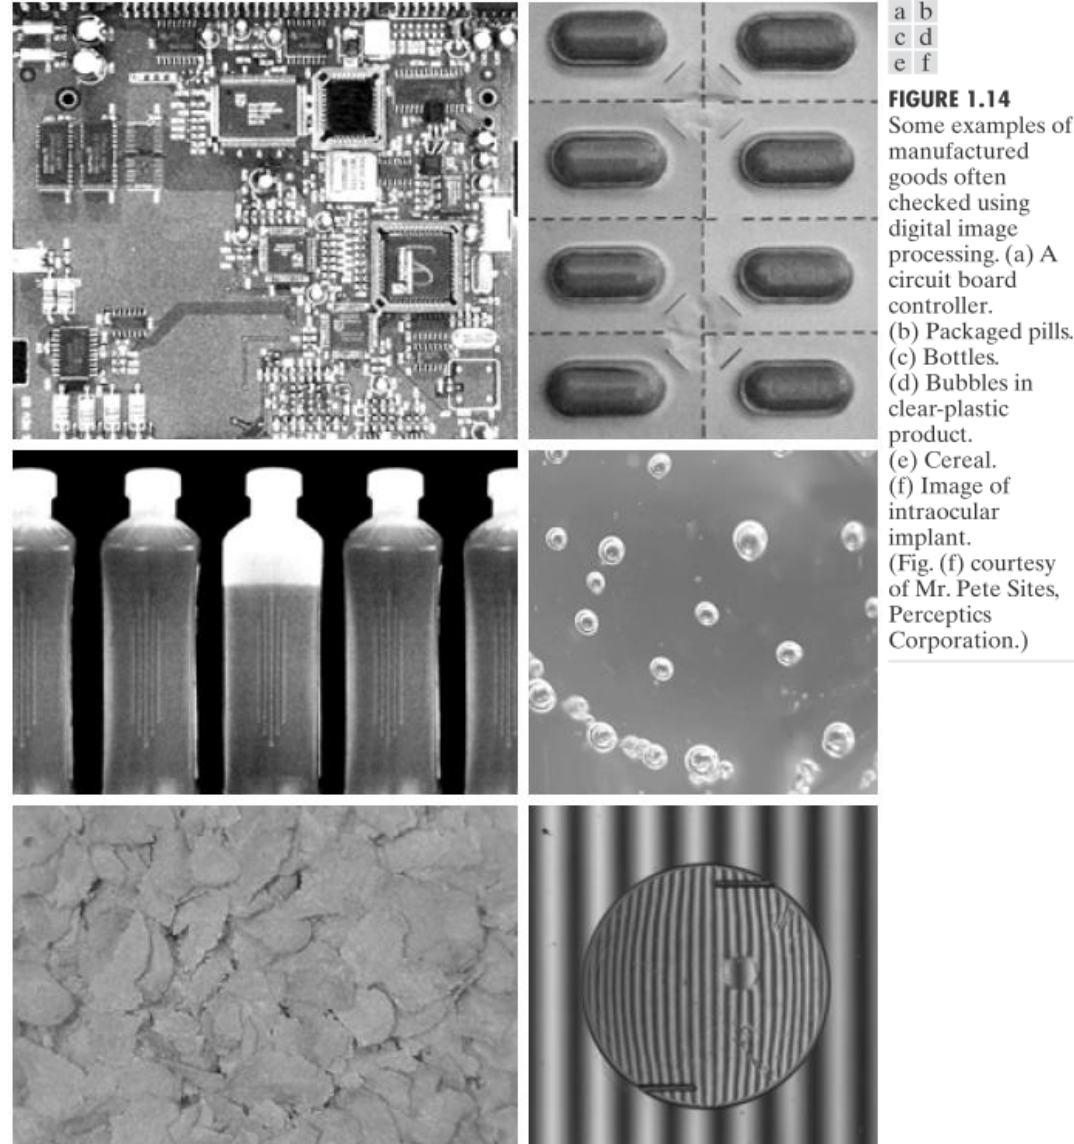 a b
c d
e f
FIGURE 1.14
Some examples of
manufactured
goods often
checked using
digital image
processing. (a) A
circuit board
controller.
(b) Packaged pills.
(c) Bottles.
(d) Bubbles in
clear-plastic
product.
(e) Cereal.
(f) Image of
intraocular
implant.
(Fig. (f) courtesy
of Mr. Pete Sites,
Perceptics
Corporation.)